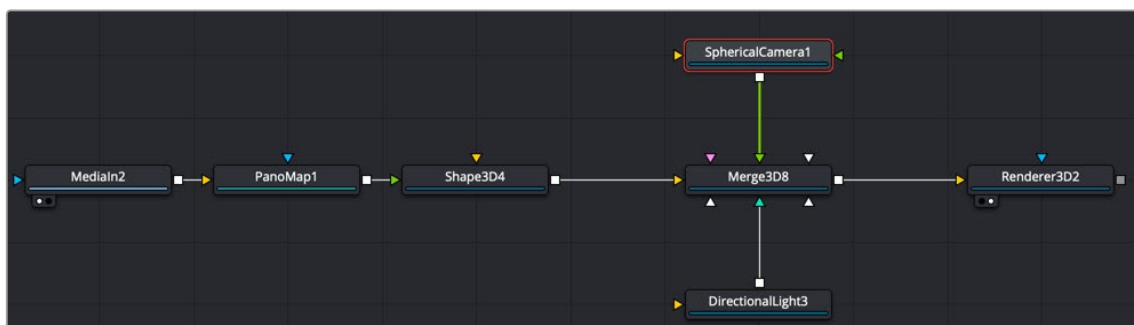 SphericalCamera1
MediaIn2
PanoMap1
Shape3D4
Merge3D8
Renderer3D2
DirectionalLight3